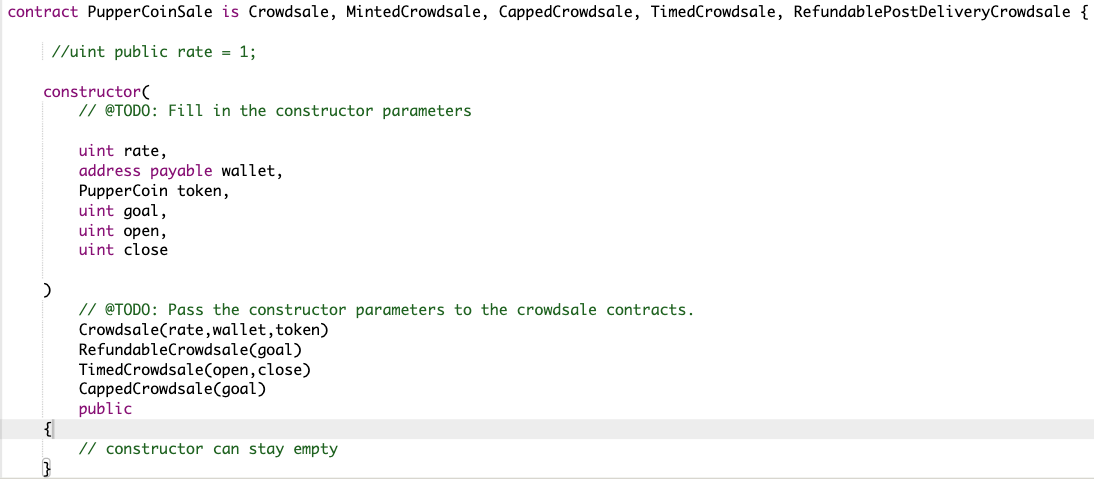 contract PupperCoinSale is Crowdsale, MintedCrowdsale, CappedCrowdsale, TimedCrowdsale, RefundablePostDeliveryCrowdsale {
//uint public rate = 1;
constructor(
// @TODO: Fill in the constructor parameters
uint rate,
address payable wallet,
PupperCoin token,
uint goal,
uint open,
uint close
)
// @TODO: Pass the constructor parameters to the crowdsale contracts.
Crowdsale(rate,wallet,token)
RefundableCrowdsale(goal)
TimedCrowdsale(open,close)
CappedCrowdsale(goal)
public
{
// constructor can stay empty
}